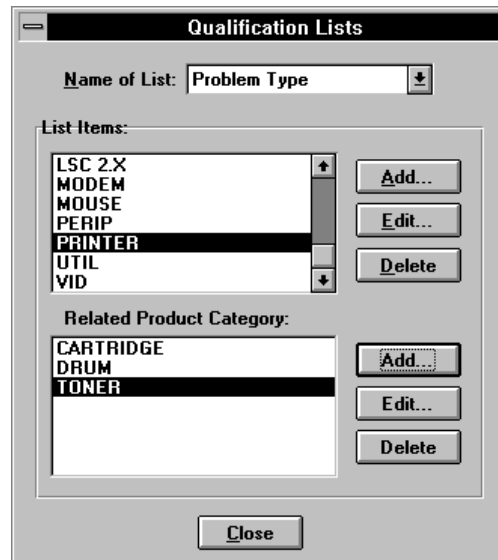 Qualification Lists
Name of List: Problem Type
List Items:
LSC 2.X
MODEM
MOUSE
PERIP
PRINTER
UTIL
VID
Add...
Edit...
Delete
Related Product Category:
CARTRIDGE
DRUM
TONER
Add...
Edit...
Delete
Close